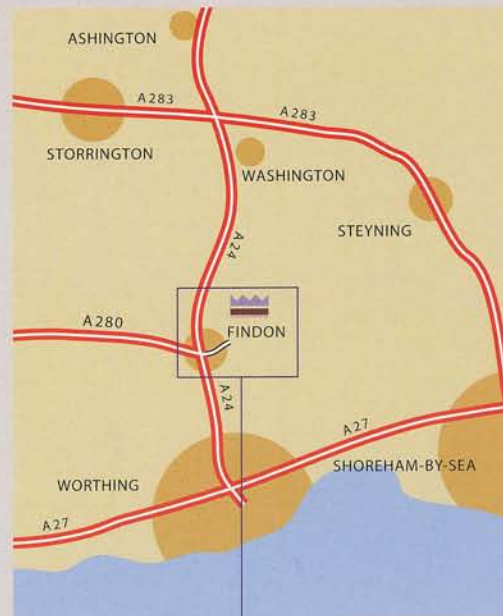 ASHINGTON
A283
A283
STORRINGTON
WASHINGTON
STEYNING
A24
A280
FINDON
A24
A27
WORTHING
SHOREHAM-BY-SEA
A27